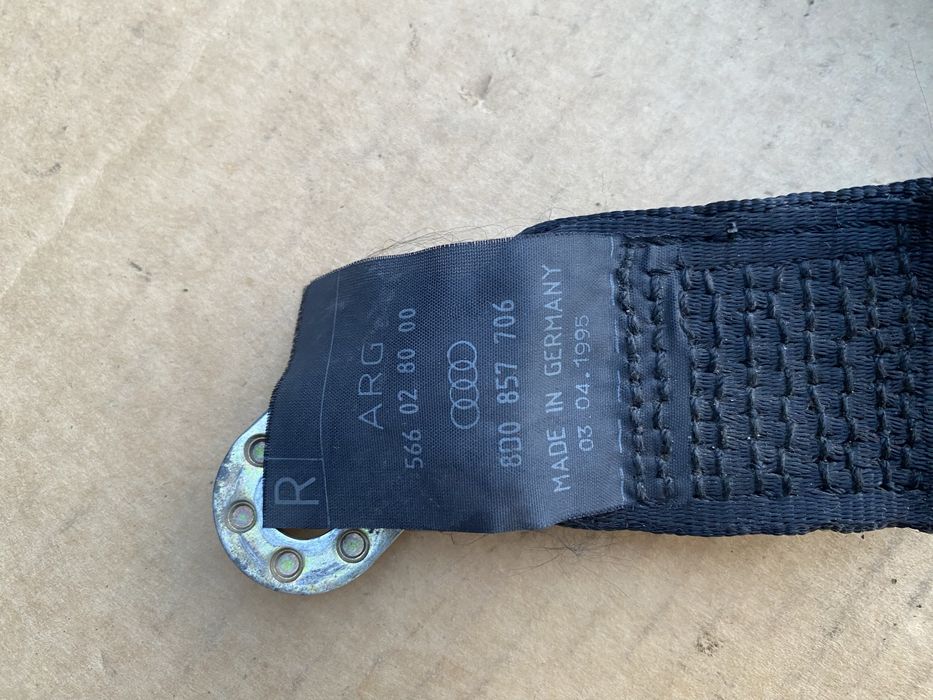 R
ARG
566 02 80 00
8D0 857 706
MADE IN GERMANY
03.04.1995